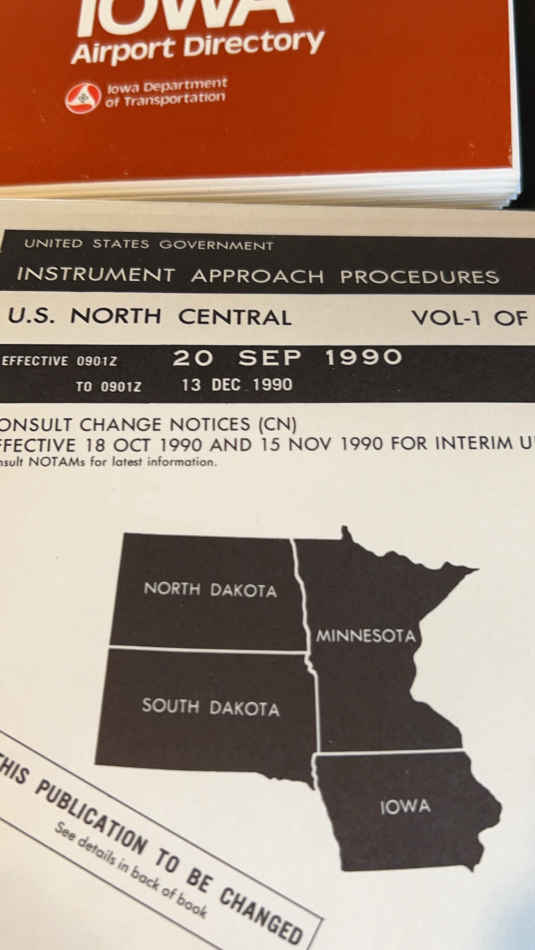 IOWA
Airport Directory
Iowa Department
of Transportation
UNITED STATES GOVERNMENT
INSTRUMENT APPROACH PROCEDURES
U.S. NORTH CENTRAL VOL-1 OF
EFFECTIVE 0901Z 20 SEP 1990
TO 0901Z 13 DEC 1990
ONSULT CHANGE NOTICES (CN)
FFECTIVE 18 OCT 1990 AND 15 NOV 1990 FOR INTERIM U
nsult NOTAMs for latest information.
NORTH DAKOTA
MINNESOTA
SOUTH DAKOTA
IOWA
THIS PUBLICATION TO BE CHANGED
See details in back of book